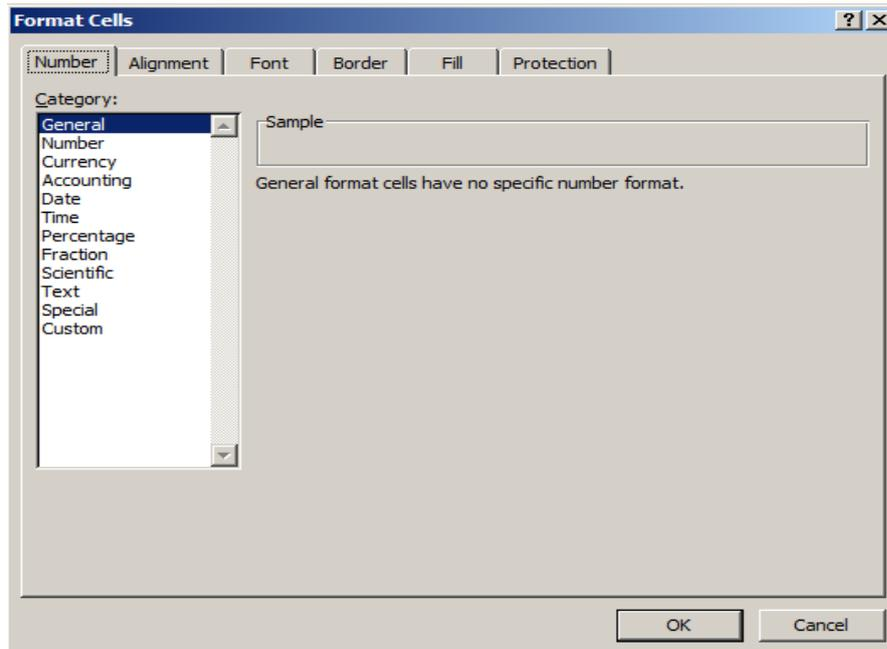 Format Cells
Number Alignment Font Border Fill Protection
Category:
General
Number
Currency
Accounting
Date
Time
Percentage
Fraction
Scientific
Text
Special
Custom
Sample
General format cells have no specific number format.
OK Cancel